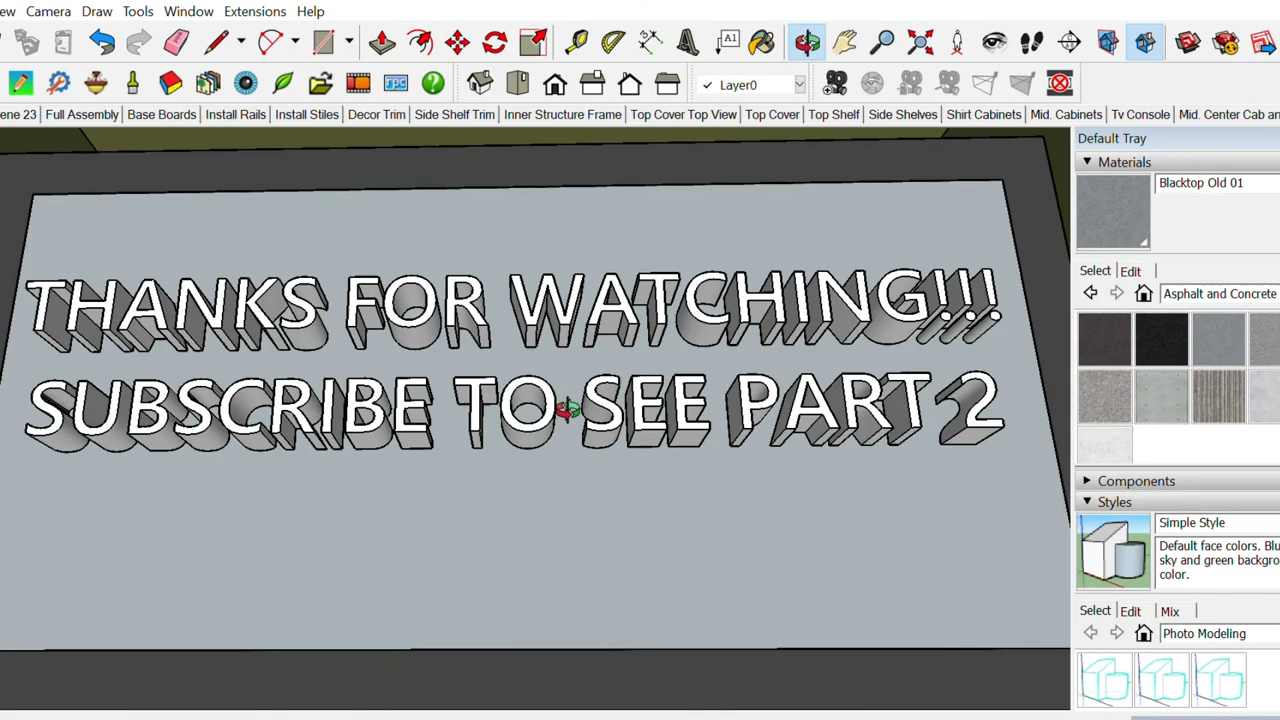 ew Camera Draw Tools Window Extensions Help
A1
Layer0
rpc
ene 23 Full Assembly Base Boards Install Rails Install Stiles Decor Trim Side Shelf Trim Inner Structure Frame Top Cover Top View Top Cover Top Shelf Side Shelves Shirt Cabinets Mid. Cabinets Tv Console Mid. Center Cab an
Default Tray
Materials
Blacktop Old 01
Select Edit
Asphalt and Concrete
THANKS FOR WATCHING!!!
SUBSCRIBE TO SEE PART 2
Components
Styles
Simple Style
Default face colors. Blu
sky and green backgro
color.
Select Edit Mix
Photo Modeling